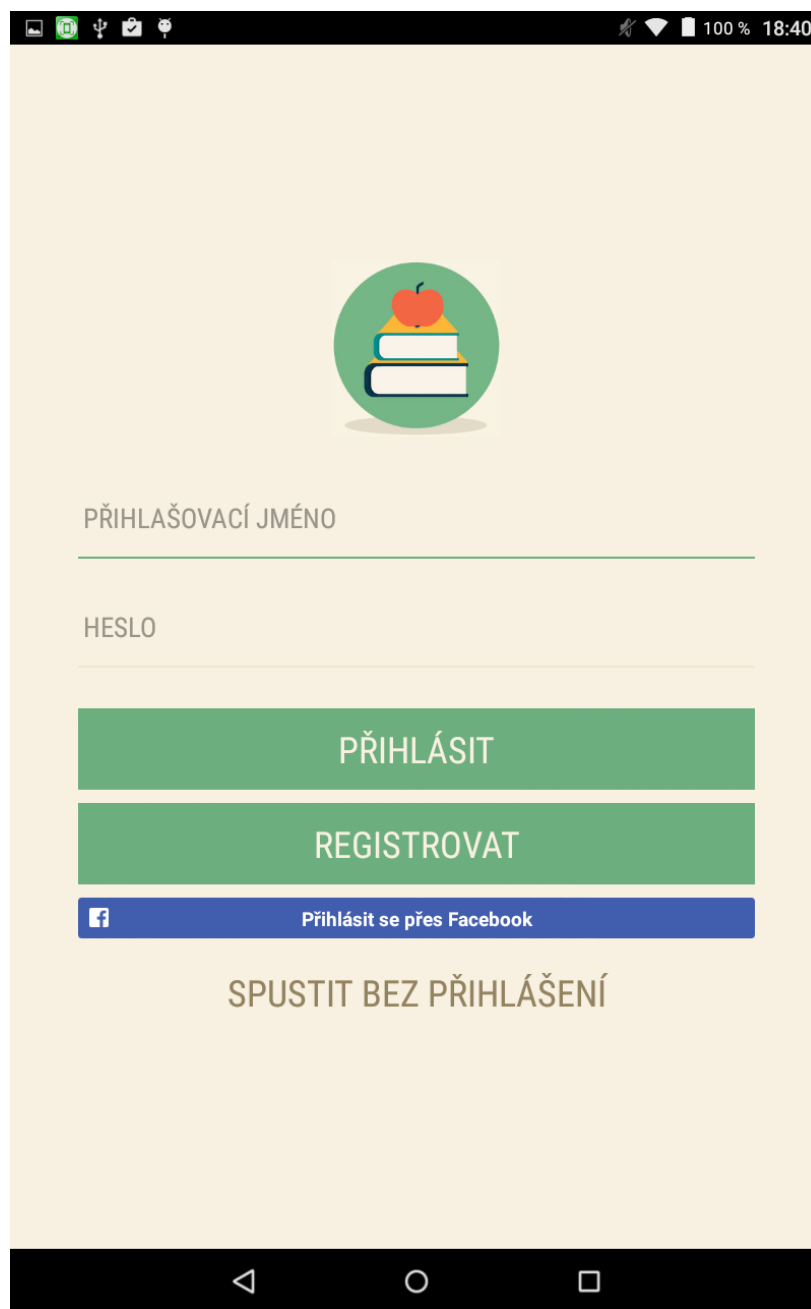 100 % 18:40
PŘIHLAŠOVACÍ JMÉNO
HESLO
PŘIHLÁSIT
REGISTROVAT
Přihlásit se přes Facebook
SPUSTIT BEZ PŘIHLÁŠENÍ